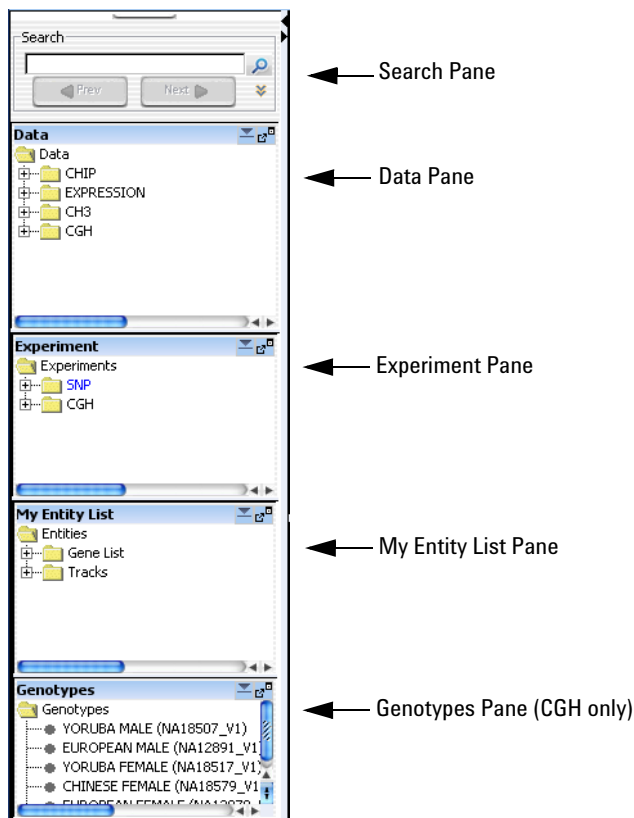 Search
Prev
Next
Search Pane
Data
Data
CHIP
EXPRESSION
CH3
CGH
Data Pane
Experiment
Experiments
SNP
CGH
Experiment Pane
My Entity List
Entities
Gene List
Tracks
My Entity List Pane
Genotypes
Genotypes
YORUBA MALE (NA18507_V1)
EUROPEAN MALE (NA12891_V1)
YORUBA FEMALE (NA18517_V1)
CHINESE FEMALE (NA18579_V1
EUROPEAN FEMALE
Genotypes Pane (CGH only)